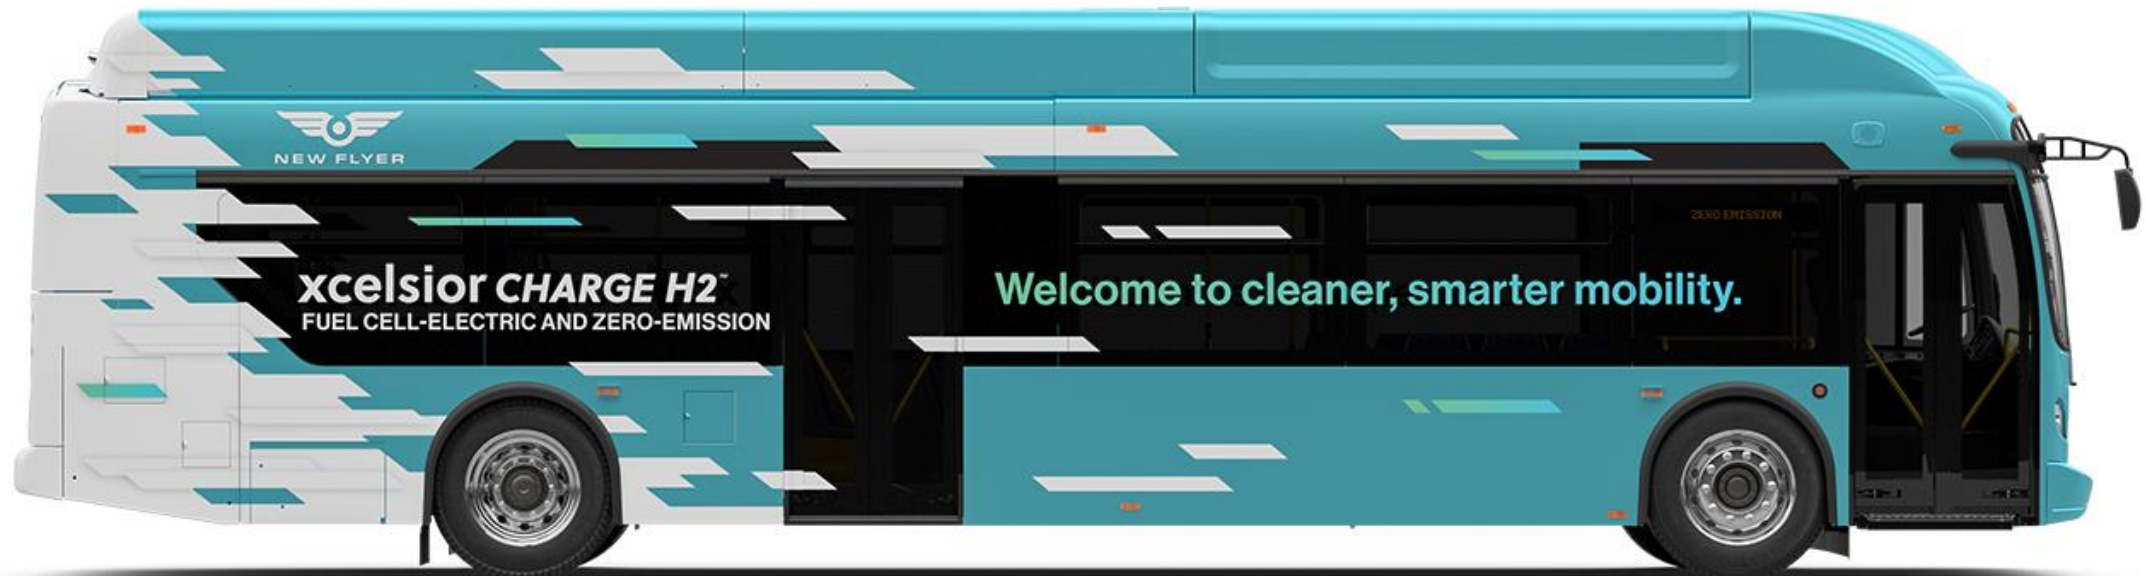 NEW FLYER
ZERO EMISSION
xcelsior CHARGE H2™
FUEL CELL-ELECTRIC AND ZERO-EMISSION
Welcome to cleaner, smarter mobility.